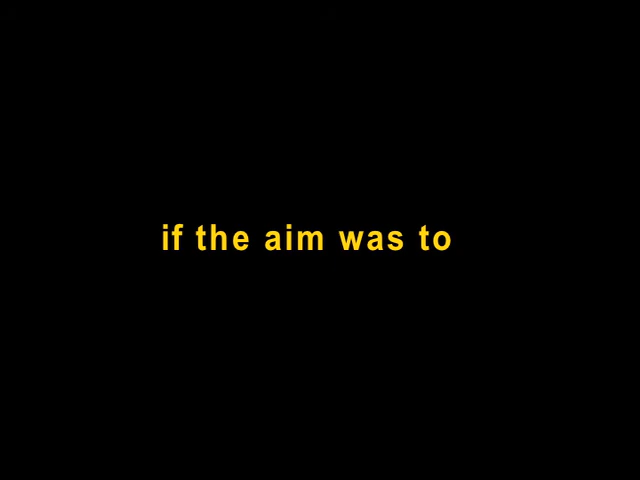 if the aim was to